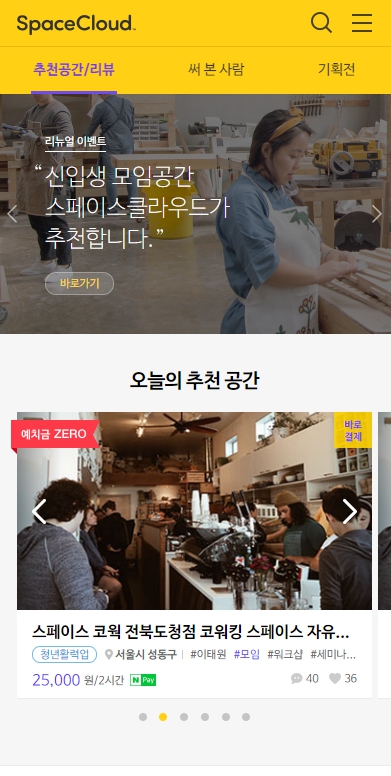 SpaceCloud™
추천공간/리뷰 써 본 사람 기획전
리뉴얼 이벤트
“신입생 모임공간
스페이스클라우드가
추천합니다.”
바로가기
오늘의 추천 공간
예치금 ZERO
바로
결제
스페이스 코웍 전북도청점 코워킹 스페이스 자유...
청년활력업 서울시 성동구 #이태원 #모임 #워크샵 #세미나...
25,000 원/2시간 N Pay 40 36